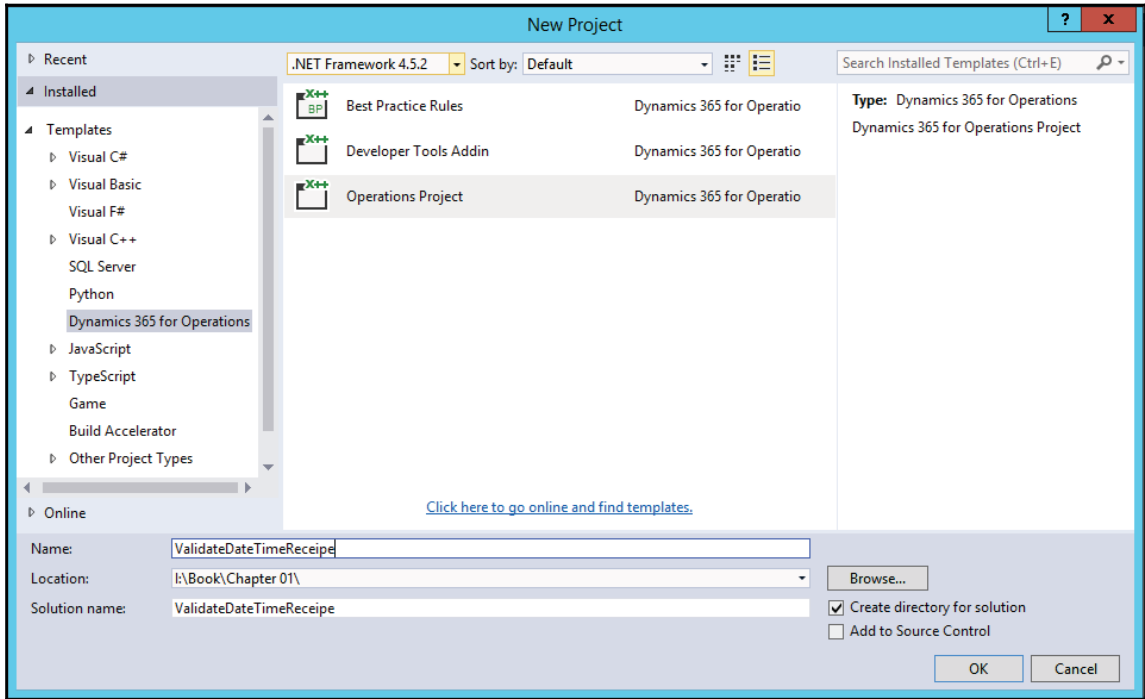 New Project
? x
Recent
.NET Framework 4.5.2 Sort by: Default
Search Installed Templates (Ctrl+E)
Installed
Templates
Visual C#
Visual Basic
Visual F#
Visual C++
SQL Server
Python
Dynamics 365 for Operations
JavaScript
TypeScript
Game
Build Accelerator
Other Project Types
Online
X++ BP Best Practice Rules Dynamics 365 for Operatio
X++ Developer Tools Addin Dynamics 365 for Operatio
X++ Operations Project Dynamics 365 for Operatio
Click here to go online and find templates.
Type: Dynamics 365 for Operations
Dynamics 365 for Operations Project
Name: ValidateDateTimeReceipe
Location: I:\Book\Chapter 01\ Browse...
Solution name: ValidateDateTimeReceipe
Create directory for solution
Add to Source Control
OK Cancel